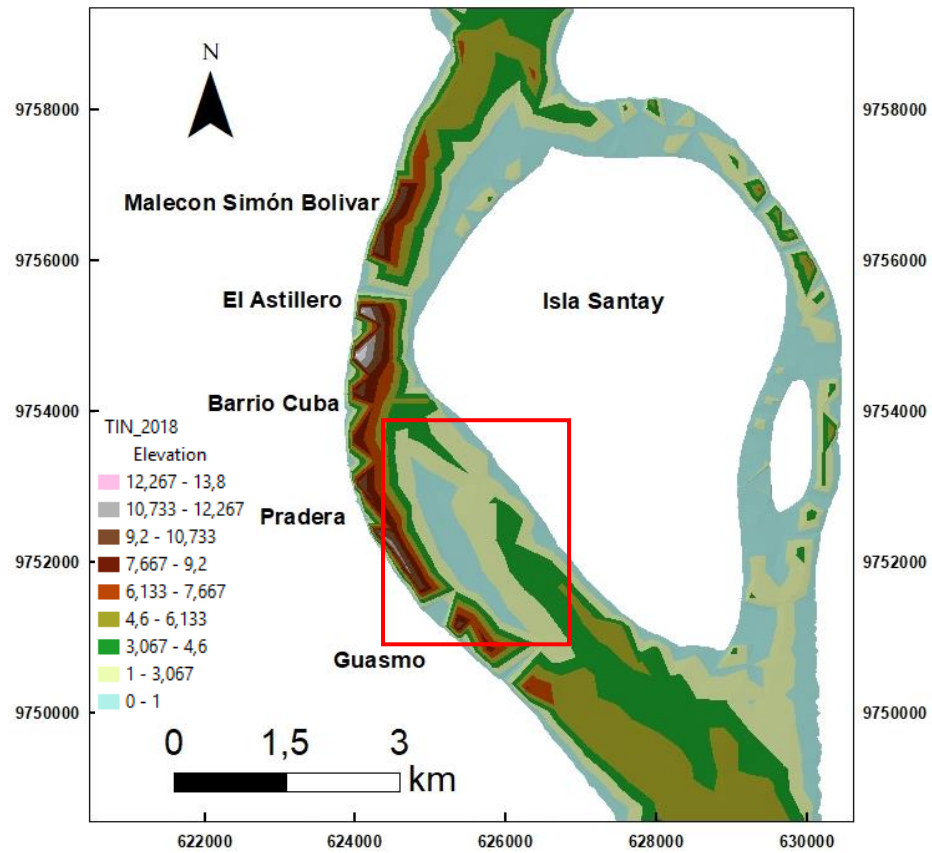 N
9758000
9758000
Malecon Simón Bolivar
9756000
9756000
El Astillero
Isla Santay
Barrio Cuba
9754000
9754000
TIN_2018
Elevation
12,267 - 13,8
10,733 - 12,267
9,2 - 10,733
7,667 - 9,2
6,133 - 7,667
4,6 - 6,133
3,067 - 4,6
1 - 3,067
0 - 1
Pradera
9752000
9752000
Guasmo
9750000
9750000
0 1,5 3
km
622000 624000 626000 628000 630000